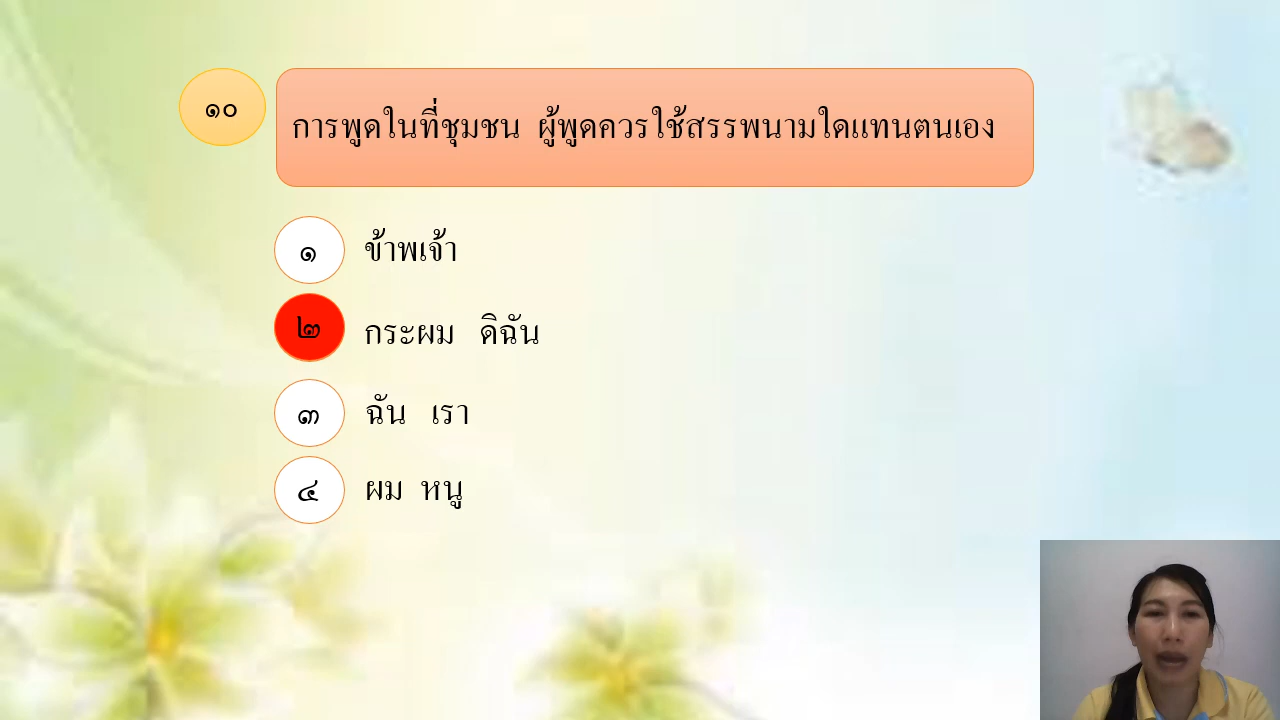 ๑๐
การพูดในที่ชุมชน ผู้พูดควรใช้สรรพนามใดแทนตนเอง
๑ ข้าพเจ้า
๒ กระผม ดิฉัน
๓ ฉัน เรา
๔ ผม หนู